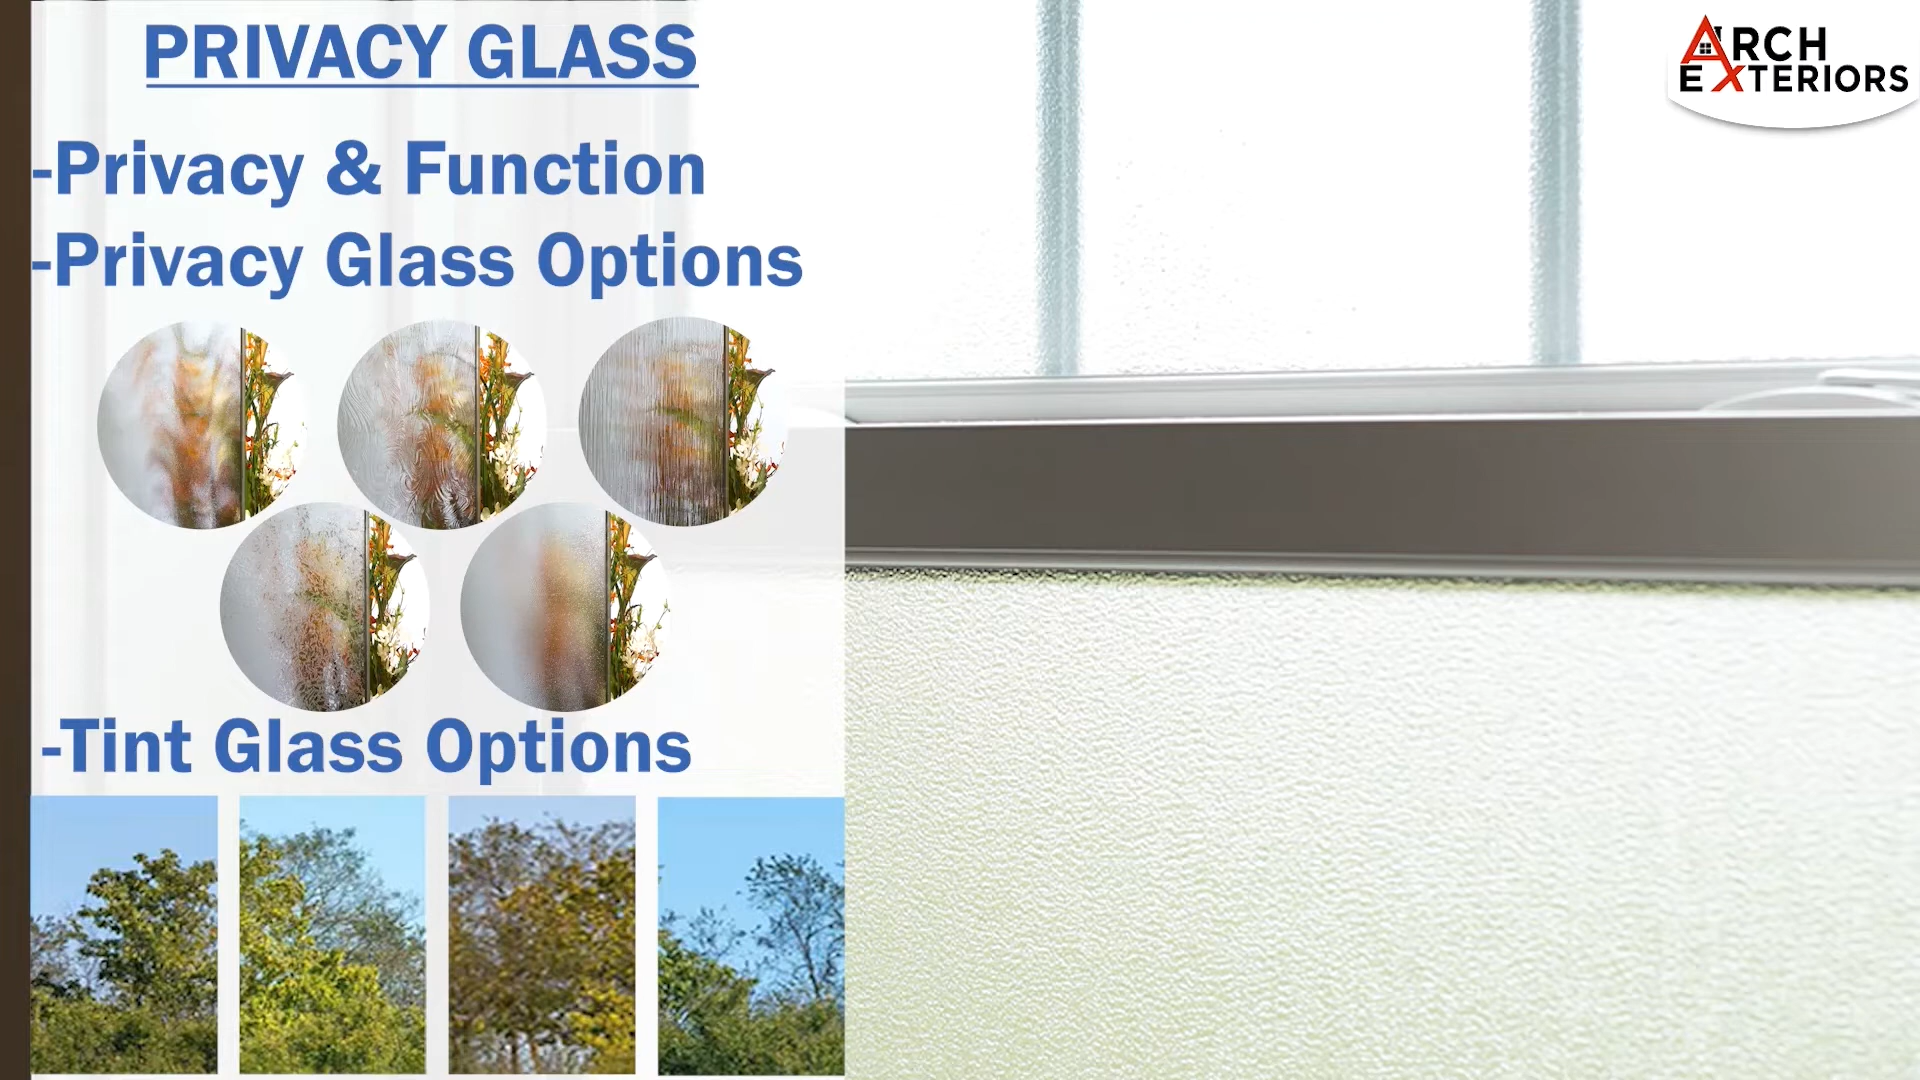 PRIVACY GLASS
-Privacy & Function
-Privacy Glass Options
-Tint Glass Options
ARCH
EXTERIORS